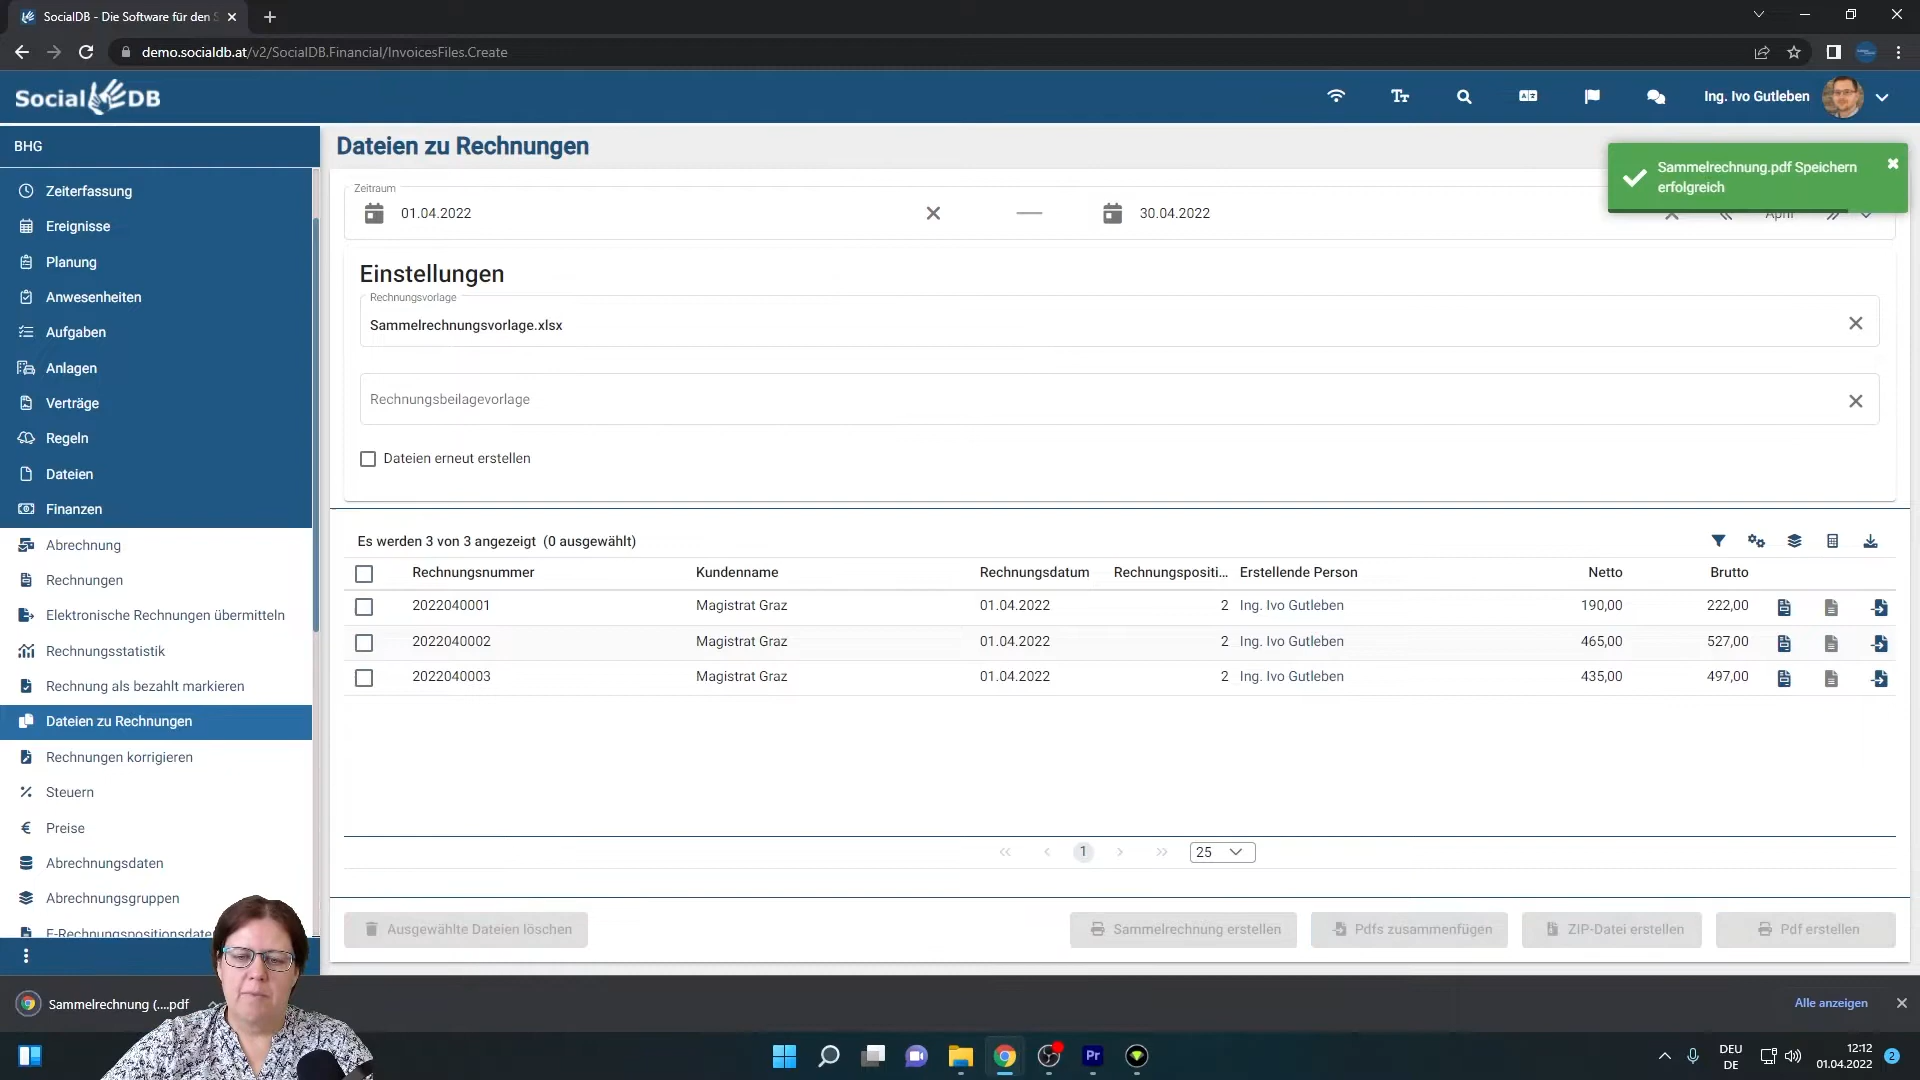 SocialDB - Die Software für den S
demo.socialdb.at/v2/SocialDB.Financial/InvoicesFiles.Create
Social DB
Ing. Ivo Gutleben
BHG
Zeiterfassung
Ereignisse
Planung
Anwesenheiten
Aufgaben
Anlagen
Verträge
Regeln
Dateien
Finanzen
Abrechnung
Rechnungen
Elektronische Rechnungen übermitteln
Rechnungsstatistik
Rechnung als bezahlt markieren
Dateien zu Rechnungen
Rechnungen korrigieren
Steuern
Preise
Abrechnungsdaten
Abrechnungsgruppen
E-Rechnungspositionsdate
Dateien zu Rechnungen
Sammelrechnung.pdf Speichern
erfolgreich
Zeitraum
01.04.2022
30.04.2022
April
Einstellungen
Rechnungsvorlage
Sammelrechnungsvorlage.xlsx
Rechnungsbeilagevorlage
Dateien erneut erstellen
Es werden 3 von 3 angezeigt (0 ausgewählt)
Rechnungsnummer Kundenname Rechnungsdatum Rechnungspositi... Erstellende Person Netto Brutto
2022040001 Magistrat Graz 01.04.2022 2 Ing. Ivo Gutleben 190,00 222,00
2022040002 Magistrat Graz 01.04.2022 2 Ing. Ivo Gutleben 465,00 527,00
2022040003 Magistrat Graz 01.04.2022 2 Ing. Ivo Gutleben 435,00 497,00
1 25
Ausgewählte Dateien löschen Sammelrechnung erstellen Pdfs zusammenfügen ZIP-Datei erstellen Pdf erstellen
Sammelrechnung (....pdf
Alle anzeigen
Pr
DEU
DE
12:12
01.04.2022
2